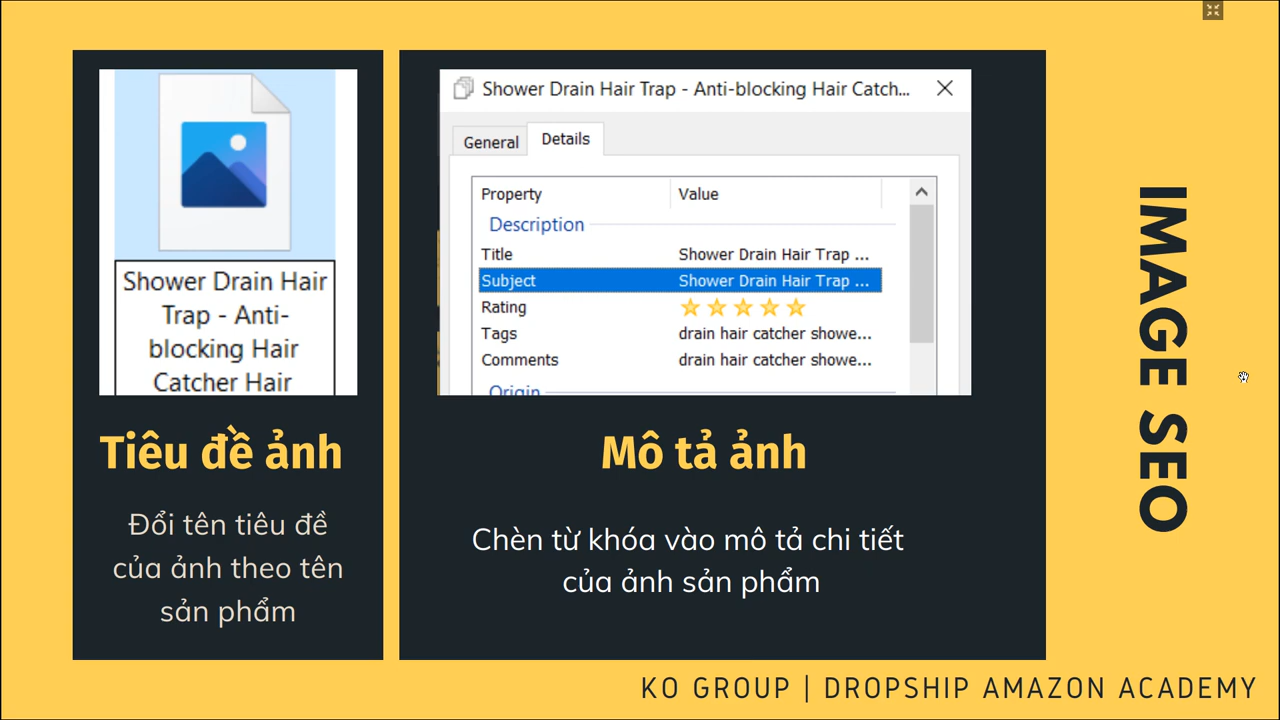 Shower Drain Hair
Trap - Anti-
blocking Hair
Catcher Hair
Tiêu đề ảnh
Đổi tên tiêu đề
của ảnh theo tên
sản phẩm
Shower Drain Hair Trap - Anti-blocking Hair Catch...
General Details
Property Value
Description
Title Shower Drain Hair Trap ...
Subject Shower Drain Hair Trap ...
Rating
Tags drain hair catcher showe...
Comments drain hair catcher showe...
Origin
Mô tả ảnh
Chèn từ khóa vào mô tả chi tiết
của ảnh sản phẩm
IMAGE SEO
KO GROUP | DROPSHIP AMAZON ACADEMY